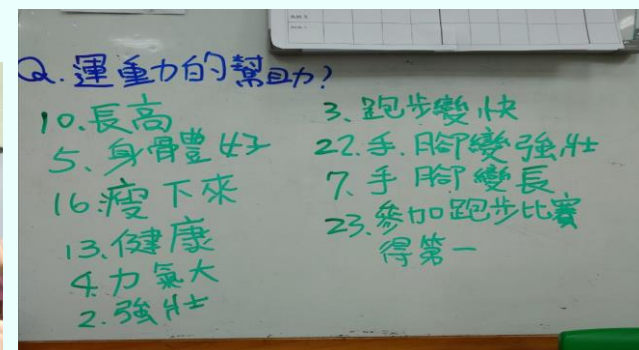 Q.運動的幫助?
10.長高
5、身體好
16.瘦下來
13.健康
4.力氣大
2.強壯
3.跑步變快
22.手.腳變強壯
7.手腳變長
23.參加跑步比賽
得第一